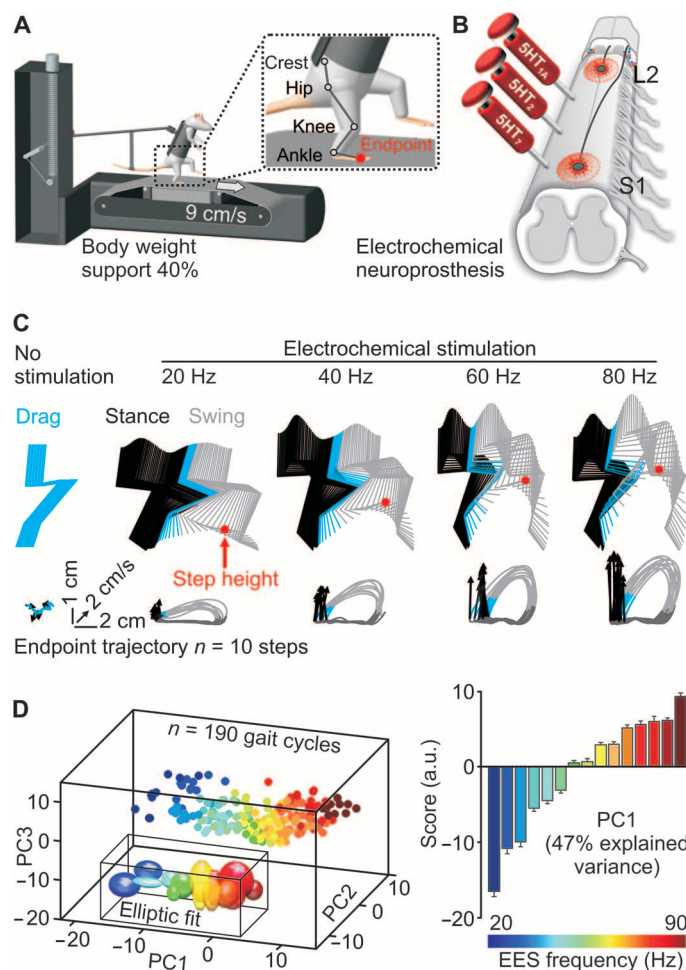 A
Crest
Hip
Knee
Ankle
Endpoint
9 cm/s
Body weight
support 40%
B
5HT1A
5HT2
5HT7
L2
S1
Electrochemical
neuroprosthesis
C
No
stimulation
Electrochemical stimulation
20 Hz 40 Hz 60 Hz 80 Hz
Drag Stance Swing
Step height
1 cm
2 cm/s
2 cm
Endpoint trajectory n = 10 steps
D
n = 190 gait cycles
PC3
10
0
−10
−20
Elliptic fit
−20 −10 0 10
PC1
PC2
−10 0 10
Score (a.u.)
10
0
−10
−20
PC1
(47% explained
variance)
20 90
EES frequency (Hz)